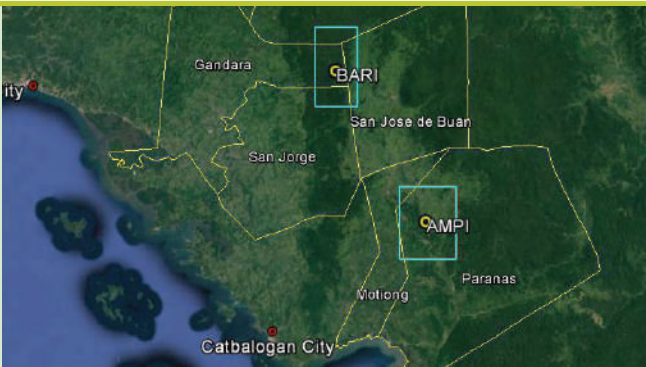 Gandara
BARI
ity
San Jose de Buan
San Jorge
AMPI
Paranas
Motiong
Catbalogan City